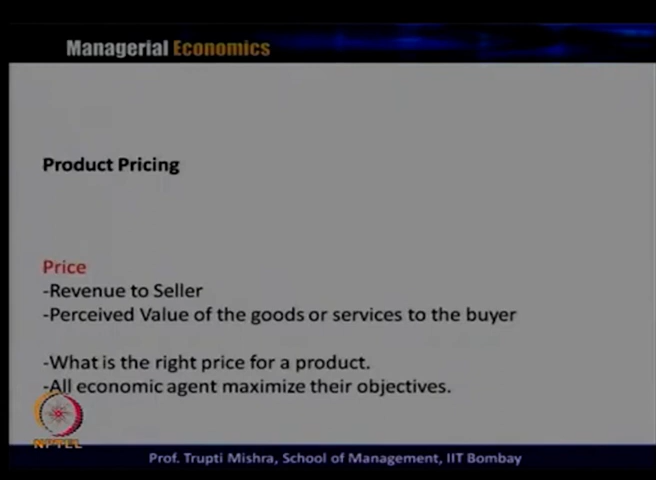 Managerial Economics
Product Pricing
Price
-Revenue to Seller
-Perceived Value of the goods or services to the buyer
-What is the right price for a product.
-All economic agent maximize their objectives.
NPTEL
Prof. Trupti Mishra, School of Management, IIT Bombay